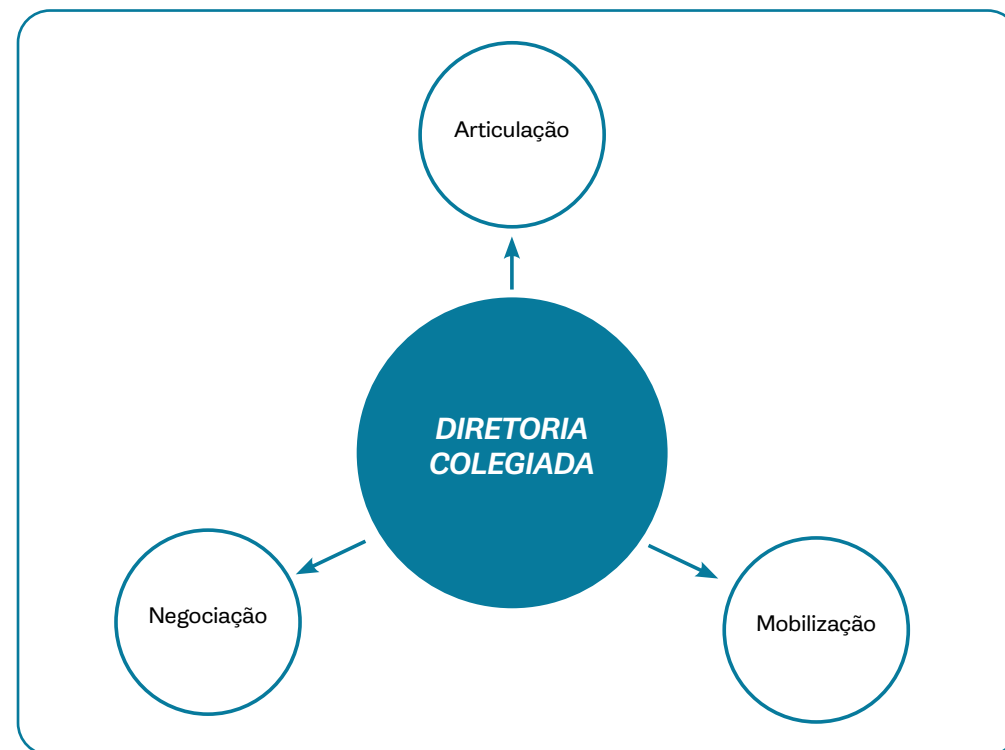 Articulação
DIRETORIA
COLEGIADA
Negociação
Mobilização